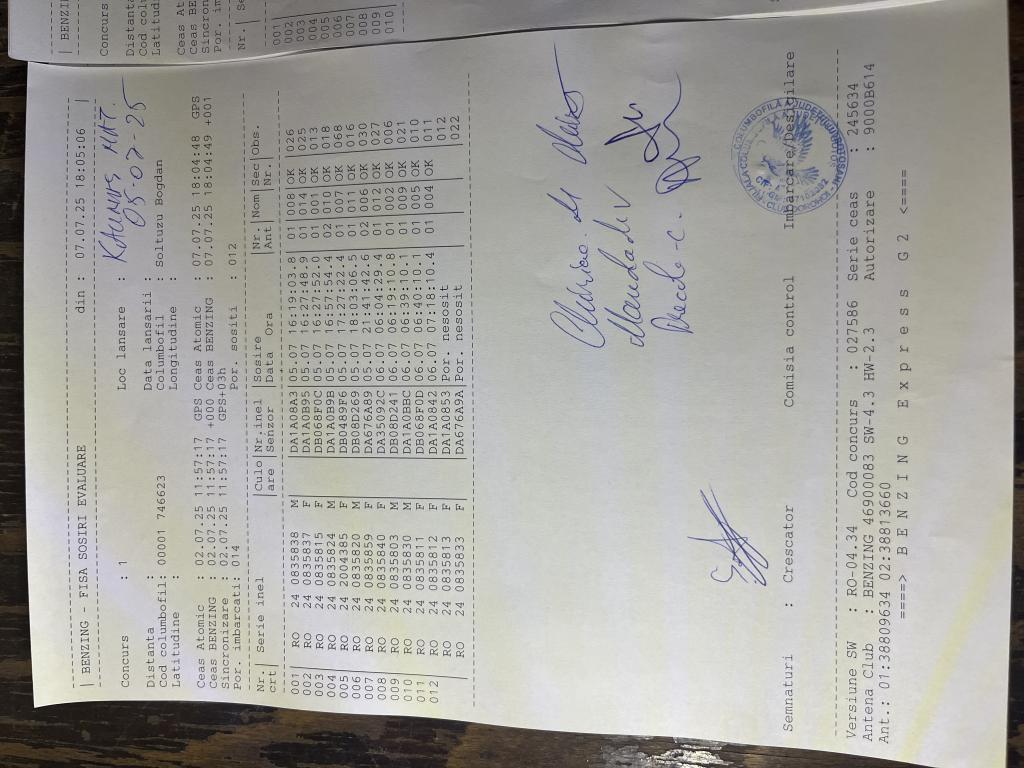 | BENZING - FISA SOSIRI EVALUARE din : 07.07.25 18:05:06 |
Concurs : 1 Loc lansare :
05-07-25
Distanta : Data lansarii :
Cod columbofil: 00001 746623 Columbofil : Soltuzu Bogdan
Latitudine : Longitudine :
Ceas Atomic : 02.07.25 11:57:17 GPS Ceas Atomic : 07.07.25 18:04:48 GPS
Ceas BENZING : 02.07.25 11:57:17 +000 Ceas BENZING : 07.07.25 18:04:49 +001
Sincronizare : 02.07.25 11:57:17 GPS+03h
Por. imbarcati: 014 Por. sositi : 012
Nr.| Serie inel |Culo|Nr.inel |Sosire |Nr. Nom|Sec|Obs.
crt| |are |Senzor |Data Ora |Ant| |Nr.|
001 | RO 24 0835838 M |DA1A08A3|05.07 16:19:03.8| 01 |008|OK |026
002 | RO 24 0835837 F |DA1A0B95|05.07 16:27:48.9| 01 |014|OK |025
003 | RO 24 0835815 F |DB068F0C|05.07 16:27:52.0| 01 |001|OK |013
004 | RO 24 0835824 M |DA1A0B9B|05.07 16:57:54.4| 02 |010|OK |018
005 | RO 24 2004385 F |DB0489F6|05.07 17:27:22.4| 01 |007|OK |068
006 | RO 24 0835820 M |DB08D269|05.07 18:03:06.5| 01 |011|OK |016
007 | RO 24 0835859 F |DA676A89|05.07 21:41:42.6| 02 |006|OK |030
008 | RO 24 0835840 F |DA35092C|06.07 06:04:29.4| 01 |013|OK |027
009 | RO 24 0835803 M |DB08D241|06.07 06:19:10.8| 01 |002|OK |006
010 | RO 24 0835830 M |DA1A0BBC|06.07 06:39:10.1| 01 |009|OK |021
011 | RO 24 0835811 F |DB068F0D|06.07 06:40:10.1| 01 |005|OK |010
012 | RO 24 0835812 F |DA1A0842|06.07 07:18:10.4| 01 |004|OK |011
RO 24 0835813 F |DA1A0853|Por. nesosit 012
RO 24 0835833 F |DA676A9A|Por. nesosit 022
Semnaturi : Crescator Comisia control Imbarcare/Desigilare
Versiune SW : RO-04.34 Cod concurs : 027586 Serie ceas : 245634
Antena Club : BENZING 46900083 SW-4.3 HW-2.3 Autorizare : 9000B614
Ant.: 01:38809634 02:38813660
====> B E N Z I N G E x p r e s s G 2 <====